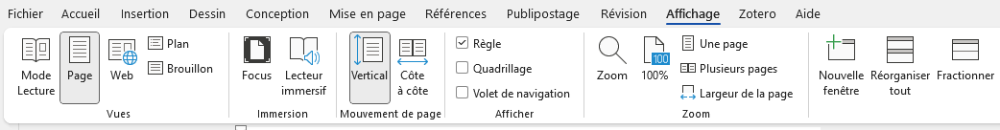 Fichier Accueil Insertion Dessin Conception Mise en page Références Publipostage Révision Affichage Zotero Aide
Mode Lecture
Page
Web
Plan
Brouillon
Vues
Focus
Lecteur immersif
Immersion
Vertical
Côte à côte
Mouvement de page
Règle
Quadrillage
Volet de navigation
Afficher
Zoom
100
100%
Une page
Plusieurs pages
Largeur de la page
Zoom
Nouvelle fenêtre
Réorganiser tout
Fractionner